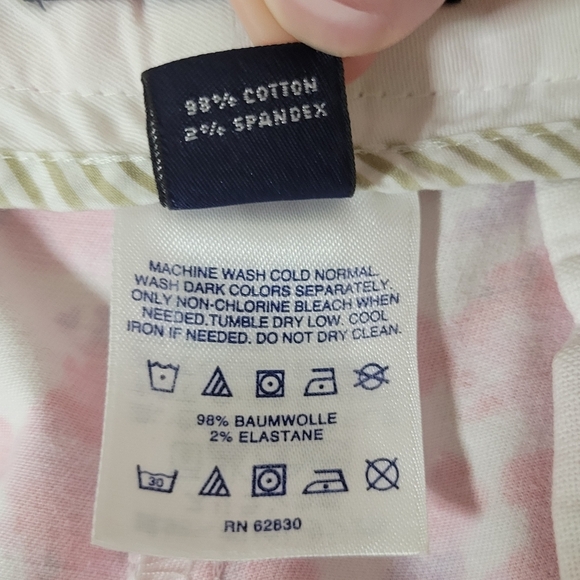 98% COTTON
2% SPANDEX
MACHINE WASH COLD NORMAL.
WASH DARK COLORS SEPARATELY.
ONLY NON-CHLORINE BLEACH WHEN
NEEDED.TUMBLE DRY LOW. COOL
IRON IF NEEDED. DO NOT DRY CLEAN.
98% BAUMWOLLE
2% ELASTANE
30
RN 62830